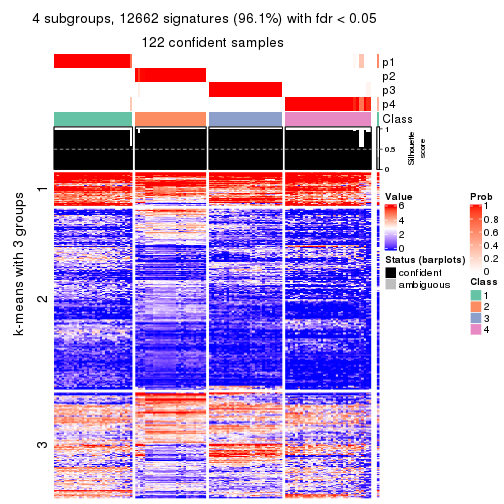 4 subgroups, 12662 signatures (96.1%) with fdr < 0.05
122 confident samples
p1
p2
p3
p4
Class
1
0.5
0
Silhouette
score
k-means with 3 groups
1
2
3
Value
6
4
2
0
Status (barplots)
confident
ambiguous
Prob
1
0.8
0.6
0.4
0.2
0
Class
1
2
3
4